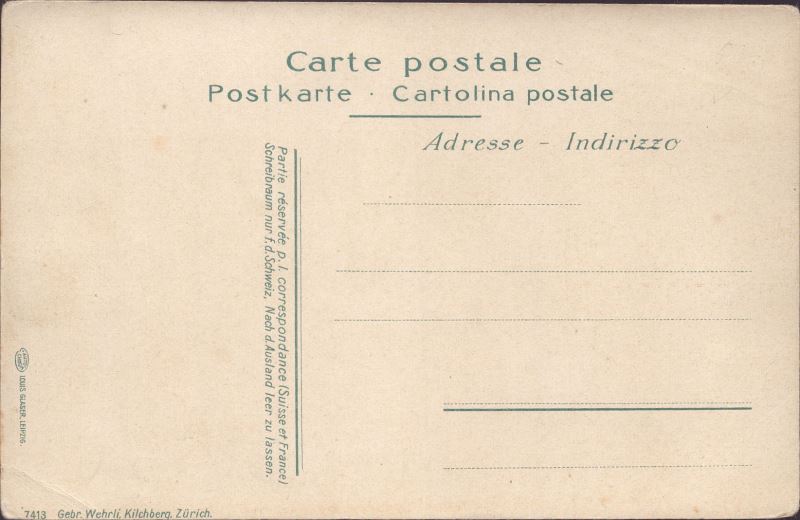 Carte postale
Postkarte · Cartolina postale
Adresse – Indirizzo
Partie réservée p. l. correspondance (Suisse et France)
Schreibraum nur f. d. Schweiz, Nach d. Ausland leer zu lassen.
LOUIS GLASER, LEIPZIG.
7413 Gebr. Wehrli, Kilchberg, Zürich.